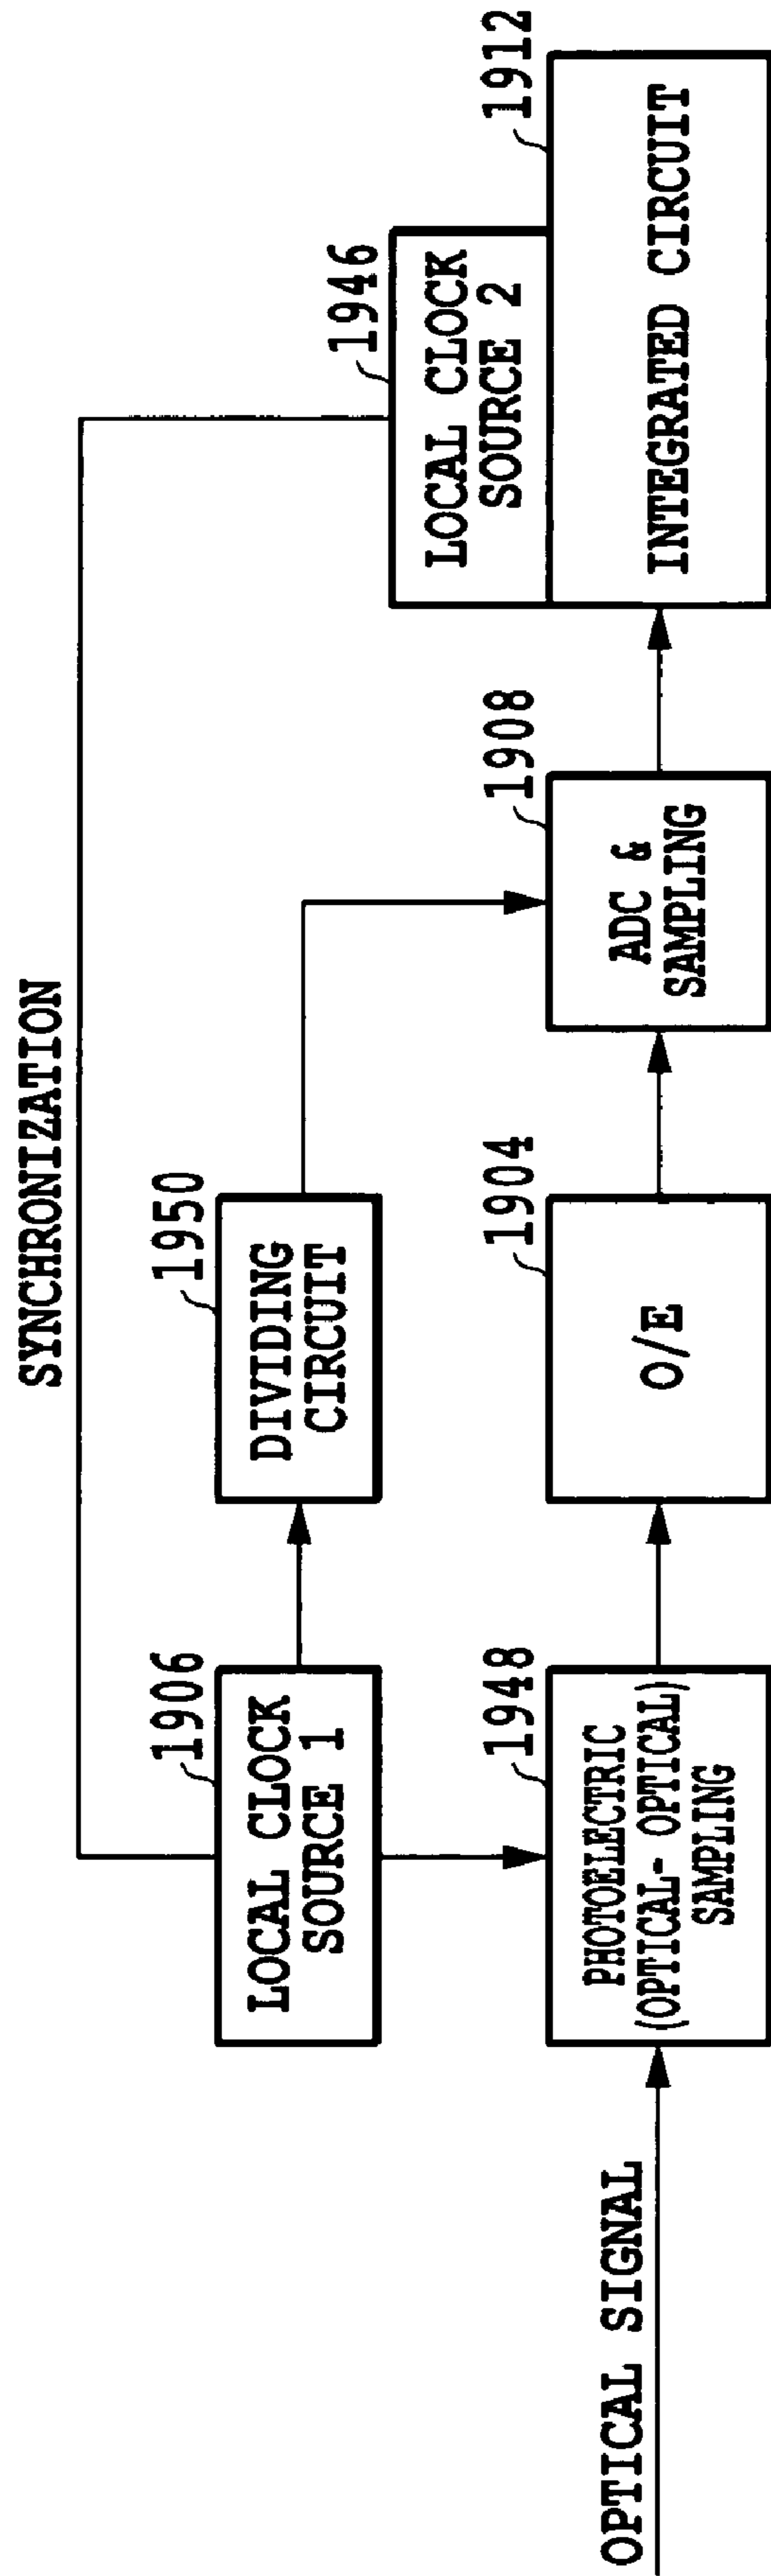 SYNCHRONIZATION
1906
LOCAL CLOCK
SOURCE 1
1950
DIVIDING
CIRCUIT
1946
LOCAL CLOCK
SOURCE 2
OPTICAL SIGNAL
1948
PHOTOELECTRIC
(OPTICAL- OPTICAL)
SAMPLING
1904
O/E
1908
ADC &
SAMPLING
1912
INTEGRATED CIRCUIT